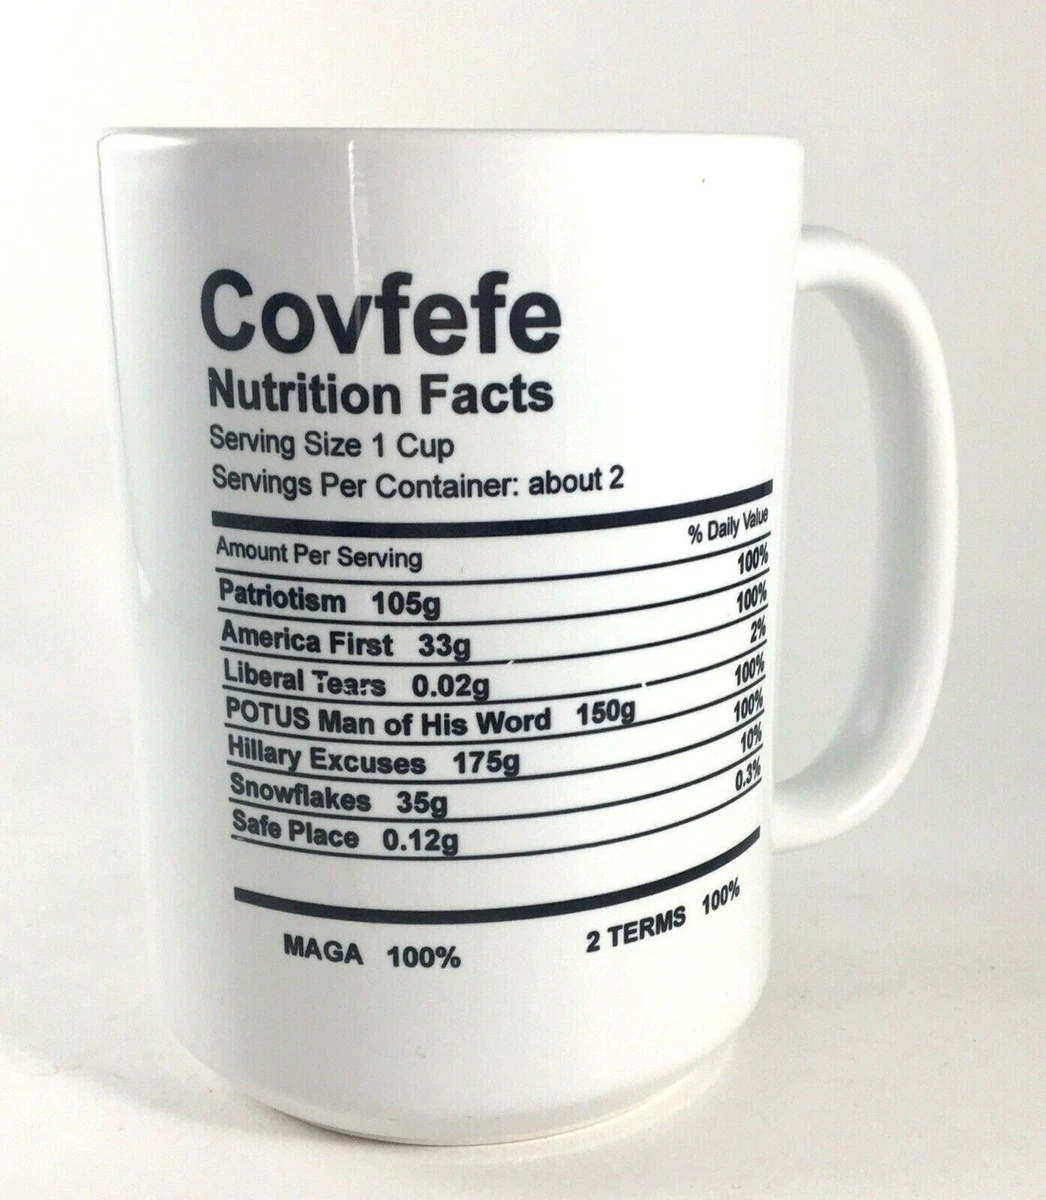 Covfefe
Nutrition Facts
Serving Size 1 Cup
Servings Per Container: about 2
Amount Per Serving % Daily Value
Patriotism 105g 100%
America First 33g 100%
Liberal Tears 0.02g 2%
POTUS Man of His Word 150g 100%
Hillary Excuses 175g 100%
Snowflakes 35g 10%
Safe Place 0.12g 0.3%
MAGA 100% 2 TERMS 100%